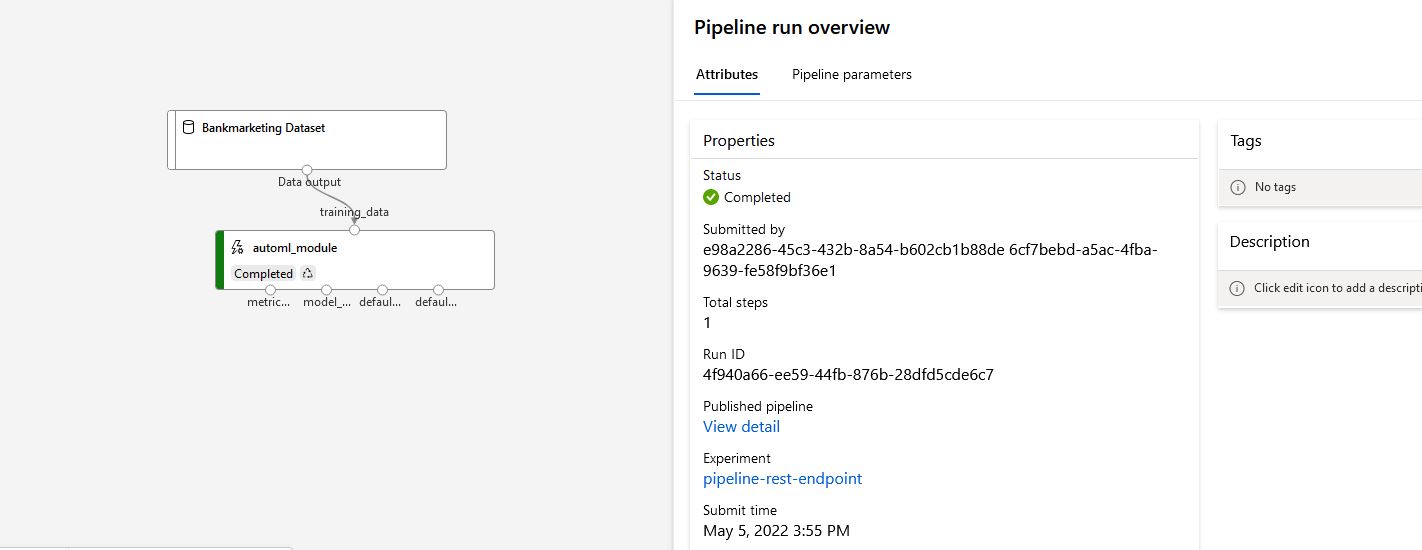 Bankmarketing Dataset
Data output
training_data
automl_module
Completed
metric...
model_...
defaul...
defaul...
Pipeline run overview
Attributes
Pipeline parameters
Properties
Status
Completed
Submitted by
e98a2286-45c3-432b-8a54-b602cb1b88de 6cf7bebd-a5ac-4fba-
9639-fe58f9bf36e1
Total steps
1
Run ID
4f940a66-ee59-44fb-876b-28dfd5cde6c7
Published pipeline
View detail
Experiment
pipeline-rest-endpoint
Submit time
May 5, 2022 3:55 PM
Tags
No tags
Description
Click edit icon to add a descripti